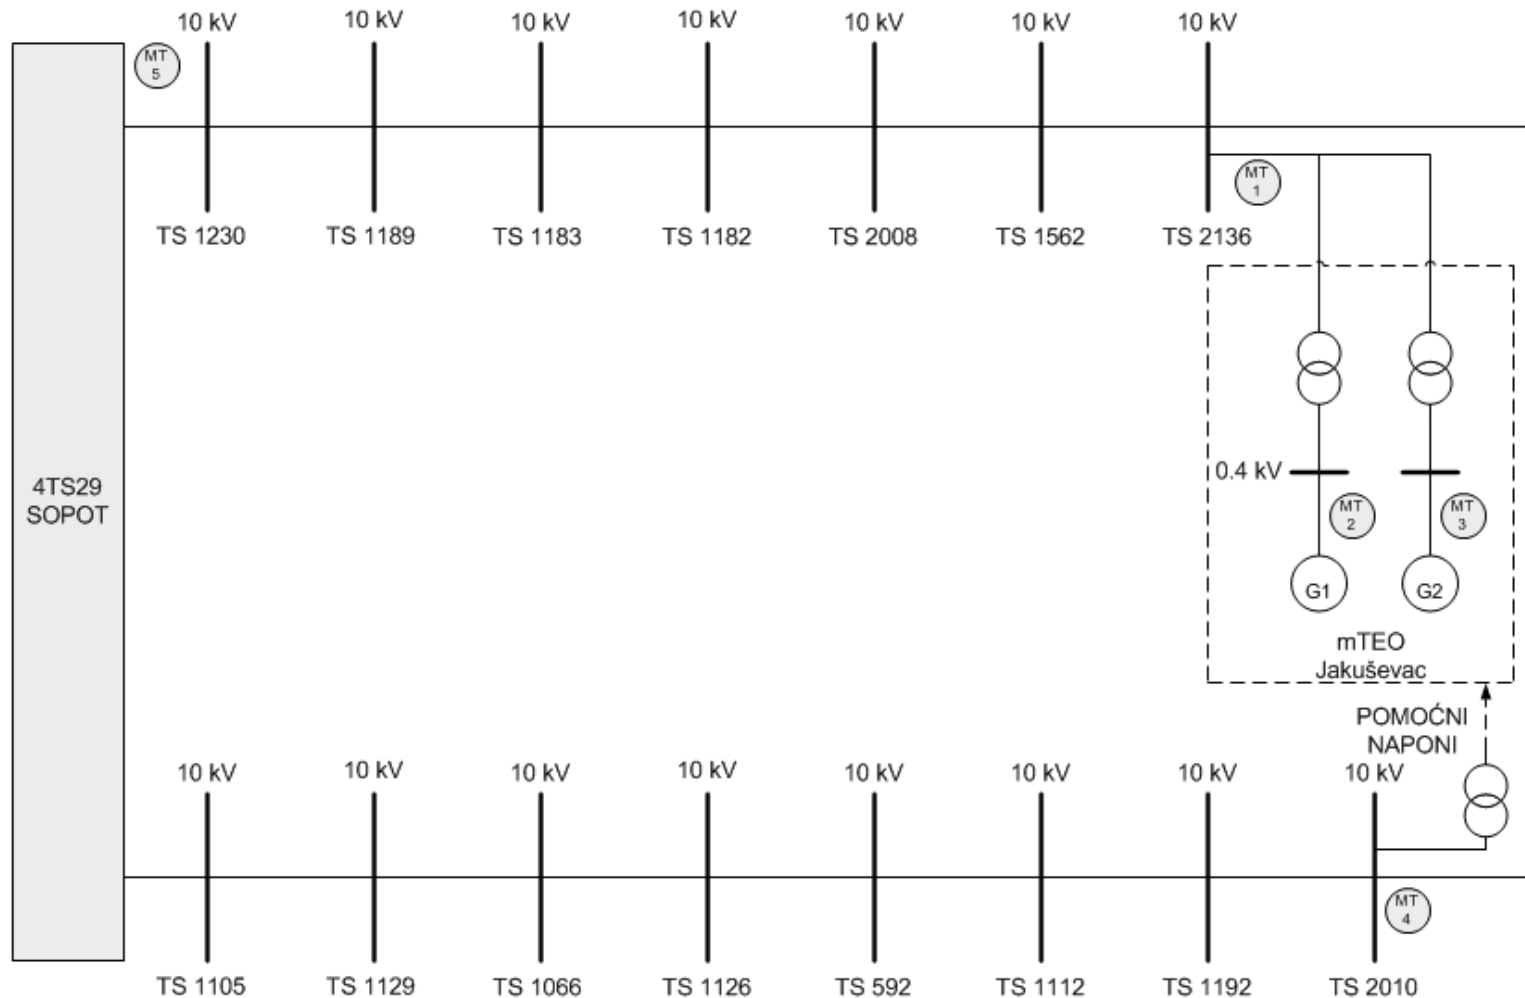 10 kV
10 kV
10 kV
10 kV
10 kV
10 kV
10 kV
MT
5
TS 1230
TS 1189
TS 1183
TS 1182
TS 2008
TS 1562
TS 2136
MT
1
4TS29
SOPOT
0.4 kV
MT
2
MT
3
G1
G2
mTEO
Jakuševac
POMOĆNI
NAPONI
10 kV
10 kV
10 kV
10 kV
10 kV
10 kV
10 kV
10 kV
MT
4
TS 1105
TS 1129
TS 1066
TS 1126
TS 592
TS 1112
TS 1192
TS 2010